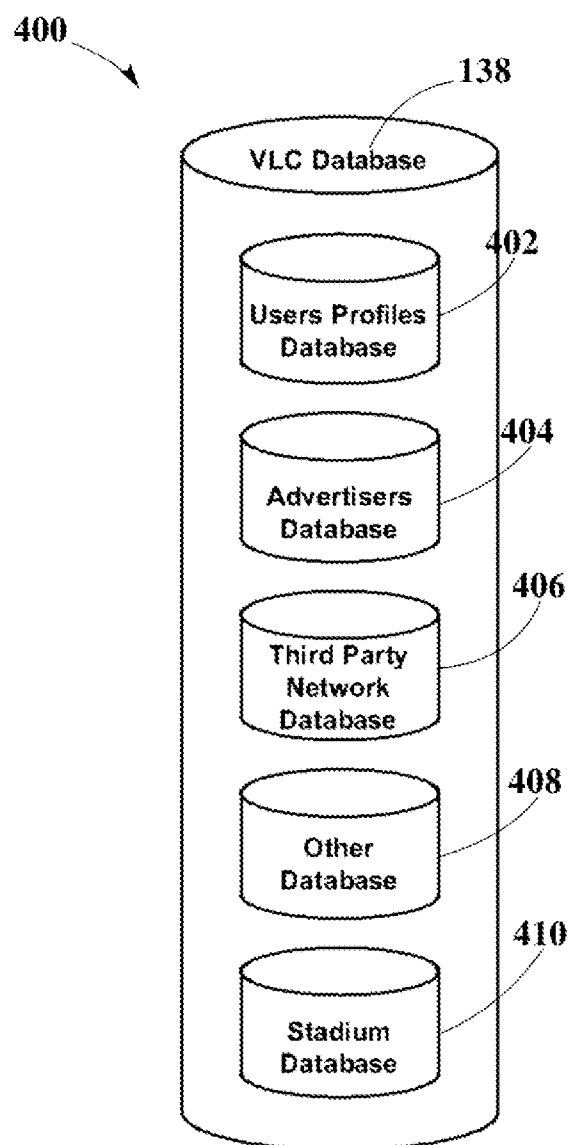 400
138
VLC Database
402
Users Profiles
Database
404
Advertisers
Database
406
Third Party
Network
Database
408
Other
Database
410
Stadium
Database